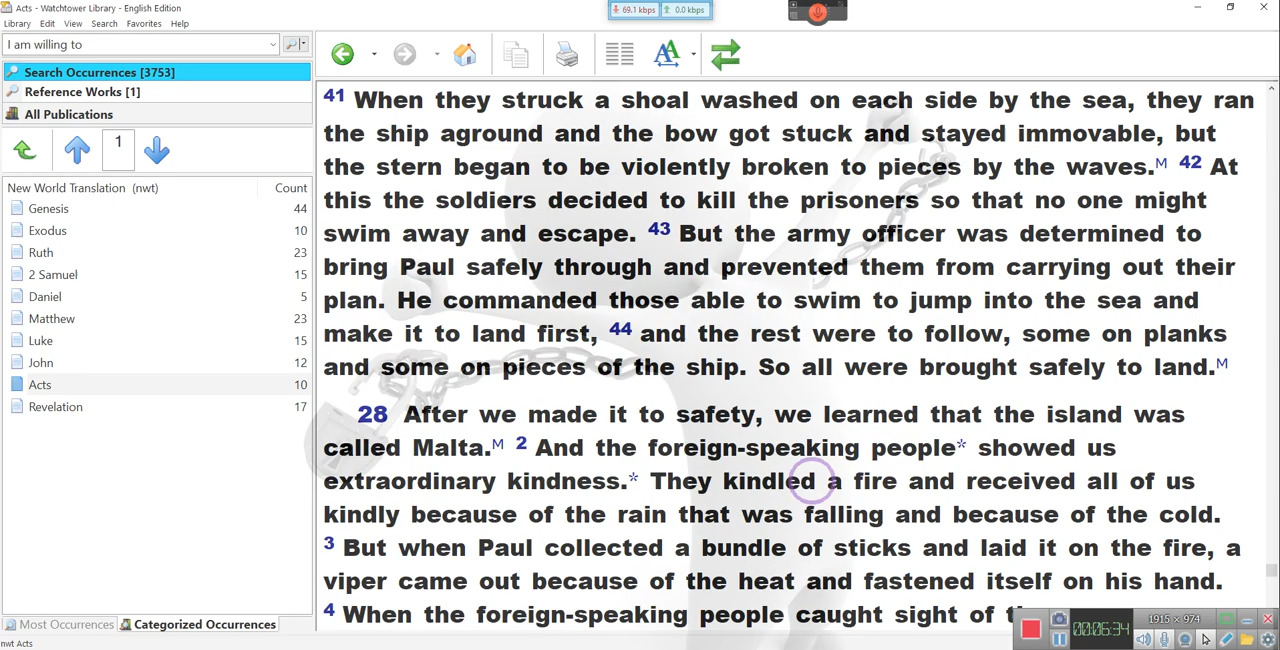 Acts - Watchtower Library - English Edition
69.1 kbps 0.0 kbps
Library Edit View Search Favorites Help
I am willing to
Search Occurrences [3753]
Reference Works [1]
All Publications
1
New World Translation (nwt) Count
Genesis 44
Exodus 10
Ruth 23
2 Samuel 15
Daniel 5
Matthew 23
Luke 15
John 12
Acts 10
Revelation 17
Most Occurrences Categorized Occurrences
nwt Acts
41 When they struck a shoal washed on each side by the sea, they ran
the ship aground and the bow got stuck and stayed immovable, but
the stern began to be violently broken to pieces by the waves.M 42 At
this the soldiers decided to kill the prisoners so that no one might
swim away and escape. 43 But the army officer was determined to
bring Paul safely through and prevented them from carrying out their
plan. He commanded those able to swim to jump into the sea and
make it to land first, 44 and the rest were to follow, some on planks
and some on pieces of the ship. So all were brought safely to land.M
28 After we made it to safety, we learned that the island was
called Malta.M 2 And the foreign-speaking people* showed us
extraordinary kindness.* They kindled a fire and received all of us
kindly because of the rain that was falling and because of the cold.
3 But when Paul collected a bundle of sticks and laid it on the fire, a
viper came out because of the heat and fastened itself on his hand.
4 When the foreign-speaking people caught sight of
00:06:34
1915 × 974